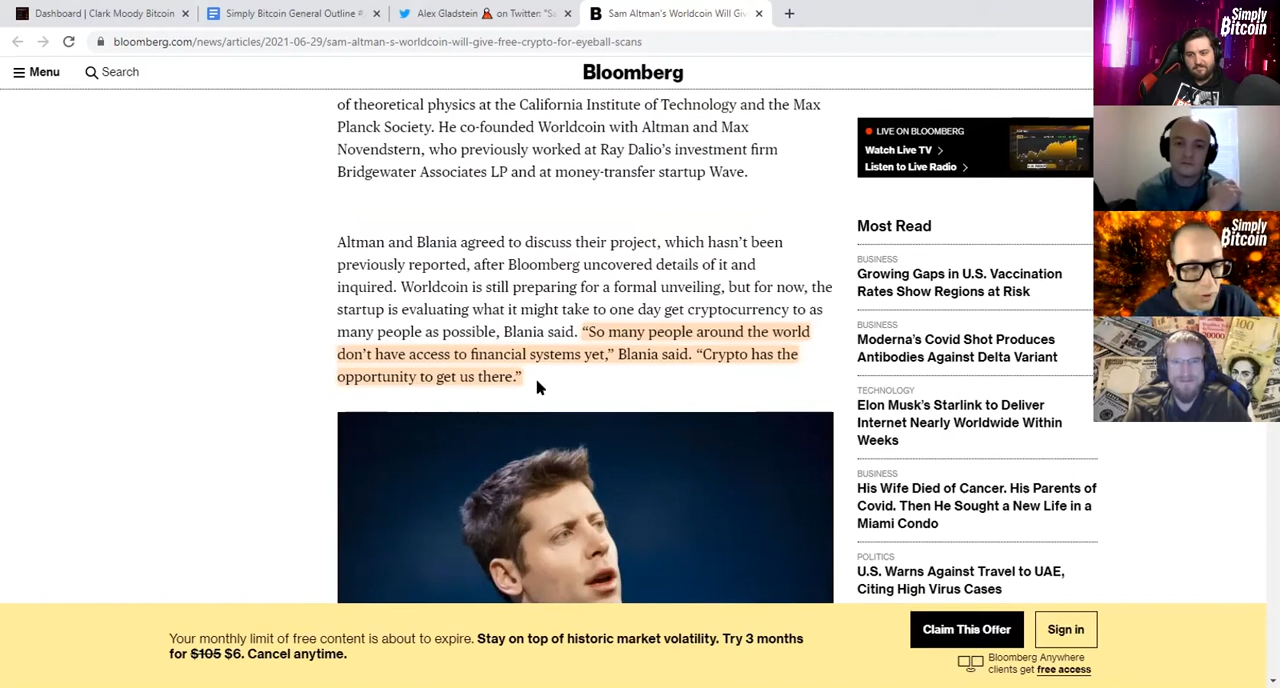 Dashboard | Clark Moody Bitcoin
Simply Bitcoin General Outline #
Alex Gladstein on Twitter: "Sa
Sam Altman's Worldcoin Will Giv
bloomberg.com/news/articles/2021-06-29/sam-altman-s-worldcoin-will-give-free-crypto-for-eyeball-scans
Menu
Search
Bloomberg
of theoretical physics at the California Institute of Technology and the Max
Planck Society. He co-founded Worldcoin with Altman and Max
Novendstern, who previously worked at Ray Dalio’s investment firm
Bridgewater Associates LP and at money-transfer startup Wave.
Altman and Blania agreed to discuss their project, which hasn’t been
previously reported, after Bloomberg uncovered details of it and
inquired. Worldcoin is still preparing for a formal unveiling, but for now, the
startup is evaluating what it might take to one day get cryptocurrency to as
many people as possible, Blania said. “So many people around the world
don’t have access to financial systems yet,” Blania said. “Crypto has the
opportunity to get us there.”
LIVE ON BLOOMBERG
Watch Live TV
Listen to Live Radio
Most Read
BUSINESS
Growing Gaps in U.S. Vaccination
Rates Show Regions at Risk
BUSINESS
Moderna’s Covid Shot Produces
Antibodies Against Delta Variant
TECHNOLOGY
Elon Musk’s Starlink to Deliver
Internet Nearly Worldwide Within
Weeks
BUSINESS
His Wife Died of Cancer. His Parents of
Covid. Then He Sought a New Life in a
Miami Condo
POLITICS
U.S. Warns Against Travel to UAE,
Citing High Virus Cases
Simply
Bitcoin
Simply
Bitcoin
Your monthly limit of free content is about to expire. Stay on top of historic market volatility. Try 3 months
for $105 $6. Cancel anytime.
Claim This Offer
Sign in
Bloomberg Anywhere
clients get free access